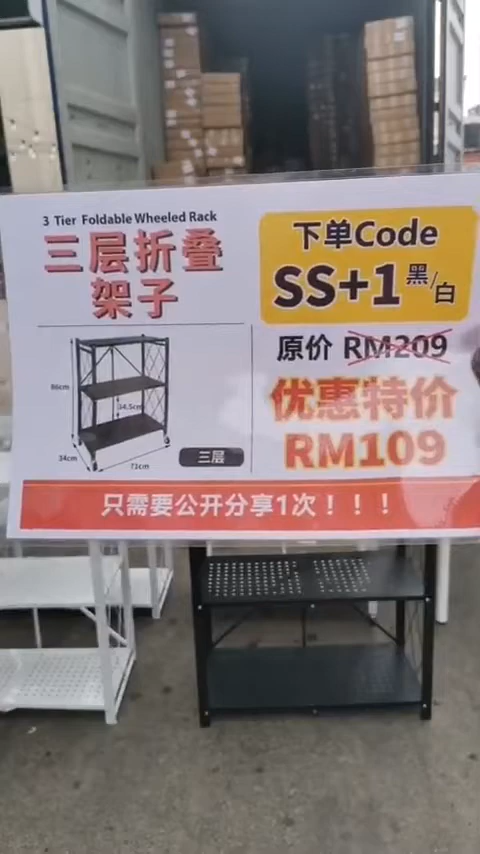 3 Tier Foldable Wheeled Rack
三层折叠
架子
下单Code
SS+1 黑/白
原价 RM209
优惠特价
RM109
86cm
34.5cm
34cm
71cm
三层
只需要公开分享1次！！！